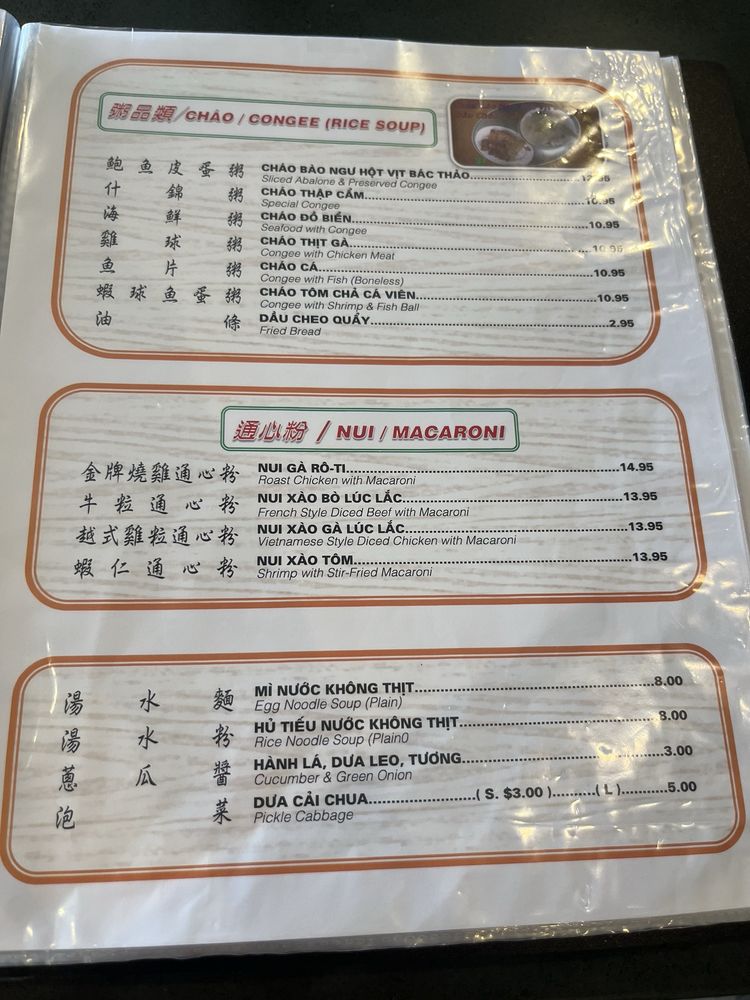 粥品類/CHÁO / CONGEE (RICE SOUP)
鮑魚皮蛋粥 CHÁO BÀO NGƯ HỘT VỊT BÁC THẢO 12.95
Sliced Abalone & Preserved Congee
什錦粥 CHÁO THẬP CẨM 10.95
Special Congee
海鮮粥 CHÁO ĐỒ BIỂN 10.95
Seafood with Congee
雞球粥 CHÁO THỊT GÀ 10.95
Congee with Chicken Meat
魚片粥 CHÁO CÁ 10.95
Congee with Fish (Boneless)
蝦球魚蛋粥 CHÁO TÔM CHẢ CÁ VIÊN 10.95
Congee with Shrimp & Fish Ball
油條 DẦU CHEO QUẨY 2.95
Fried Bread
通心粉 / NUI / MACARONI
金牌燒雞通心粉 NUI GÀ RÔ-TI 14.95
Roast Chicken with Macaroni
牛粒通心粉 NUI XÀO BÒ LÚC LẮC 13.95
French Style Diced Beef with Macaroni
越式雞粒通心粉 NUI XÀO GÀ LÚC LẮC 13.95
Vietnamese Style Diced Chicken with Macaroni
蝦仁通心粉 NUI XÀO TÔM 13.95
Shrimp with Stir-Fried Macaroni
湯水麵 MÌ NƯỚC KHÔNG THỊT 8.00
Egg Noodle Soup (Plain)
湯水粉 HỦ TIẾU NƯỚC KHÔNG THỊT 8.00
Rice Noodle Soup (Plain0
蔥瓜醬 HÀNH LÁ, DƯA LEO, TƯƠNG 3.00
Cucumber & Green Onion
泡菜 DƯA CẢI CHUA ( S. $3.00 ) ( L ) 5.00
Pickle Cabbage